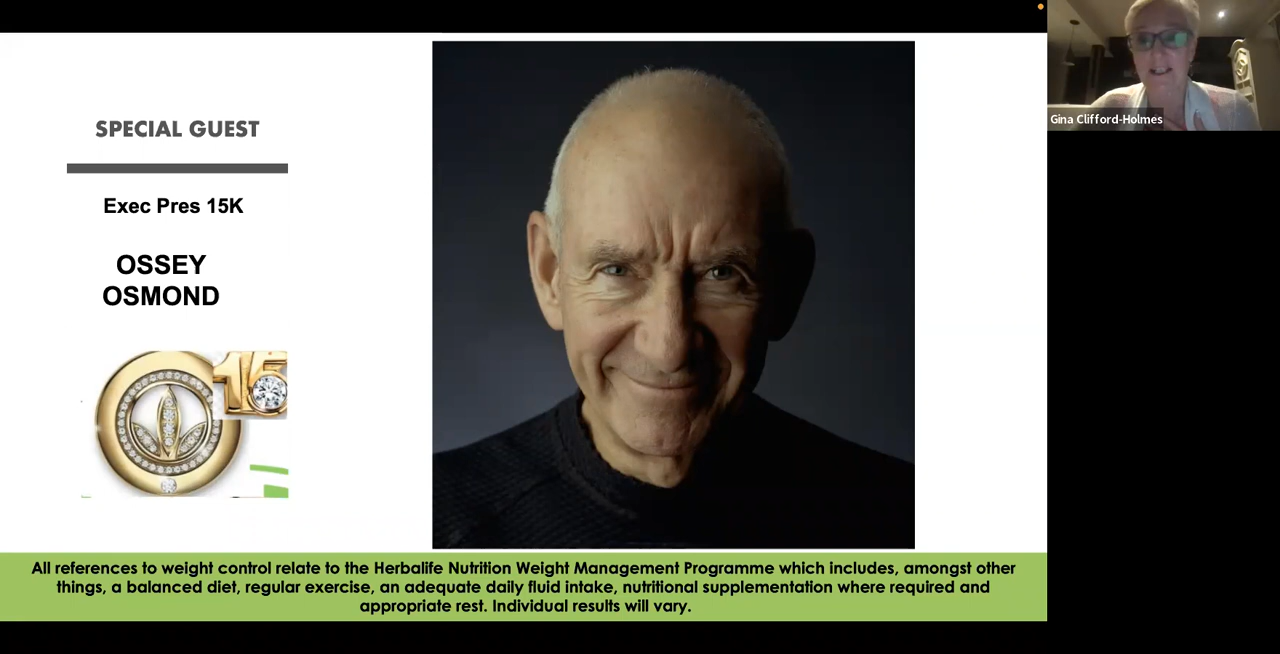 SPECIAL GUEST
Exec Pres 15K
OSSEY
OSMOND
15
All references to weight control relate to the Herbalife Nutrition Weight Management Programme which includes, amongst other
things, a balanced diet, regular exercise, an adequate daily fluid intake, nutritional supplementation where required and
appropriate rest. Individual results will vary.
Gina Clifford-Holmes